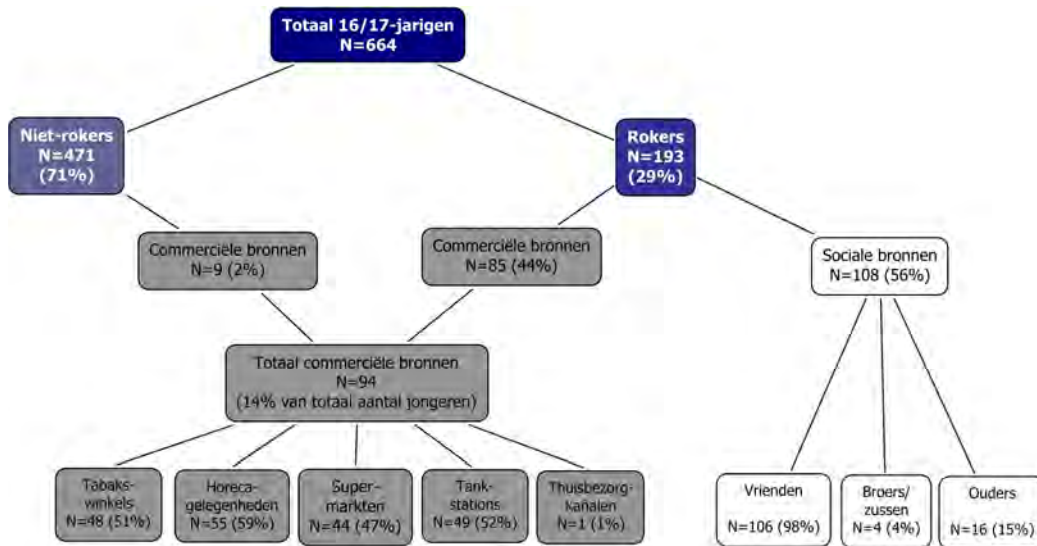 Totaal 16/17-jarigen
N=664
Niet-rokers
N=471
(71%)
Rokers
N=193
(29%)
Commerciële bronnen
N=9 (2%)
Commerciële bronnen
N=85 (44%)
Sociale bronnen
N=108 (56%)
Totaal commerciële bronnen
N=94
(14% van totaal aantal jongeren)
Tabaks-
winkels
N=48 (51%)
Horeca-
gelegenheden
N=55 (59%)
Super-
markten
N=44 (47%)
Tank-
stations
N=49 (52%)
Thuisbezorg-
kanalen
N=1 (1%)
Vrienden
N=106 (98%)
Broers/
zussen
N=4 (4%)
Ouders
N=16 (15%)